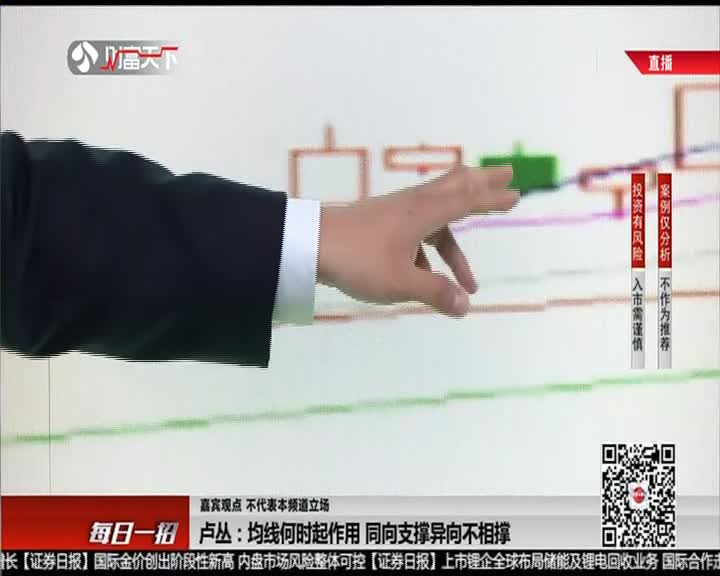 财富天下
直播
案例仅分析 不作为推荐
投资有风险 入市需谨慎
嘉宾观点 不代表本频道立场
每日一招
卢丛：均线何时起作用 同向支撑异向不相撑
增长【证券日报】国际金价创出阶段性新高 内盘市场风险整体可控【证券日报】上市锂企全球布局储能及锂电回收业务 国际合作走